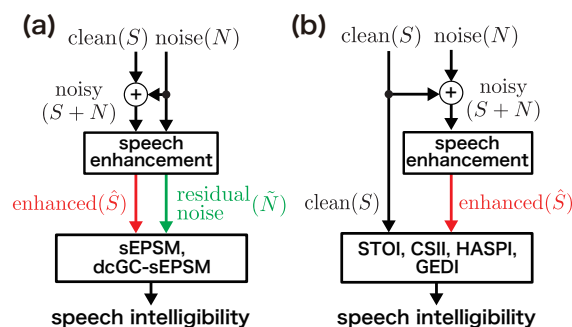 (a)
clean(S) noise(N)
noisy
(S + N)
+
speech
enhancement
enhanced(Ŝ)
residual
noise
(Ñ)
sEPSM,
dcGC-sEPSM
speech intelligibility
(b)
clean(S) noise(N)
+
noisy
(S + N)
speech
enhancement
clean(S)
enhanced(Ŝ)
STOI, CSII, HASPI,
GEDI
speech intelligibility